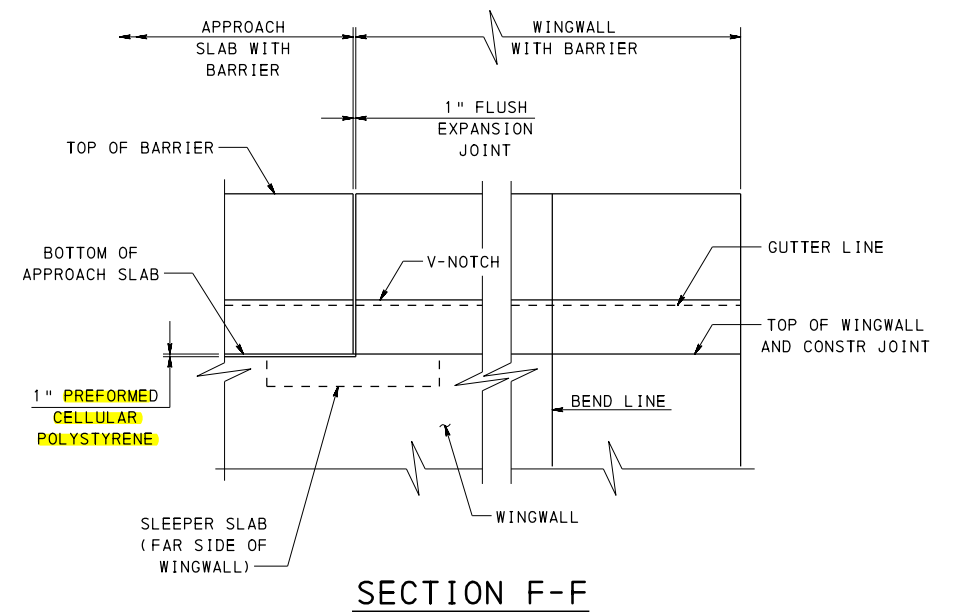 APPROACH
SLAB WITH
BARRIER
WINGWALL
WITH BARRIER
1" FLUSH
EXPANSION
JOINT
TOP OF BARRIER
BOTTOM OF
APPROACH SLAB
V-NOTCH
GUTTER LINE
TOP OF WINGWALL
AND CONSTR JOINT
1" PREFORMED
CELLULAR
POLYSTYRENE
BEND LINE
SLEEPER SLAB
(FAR SIDE OF
WINGWALL)
WINGWALL
SECTION F-F